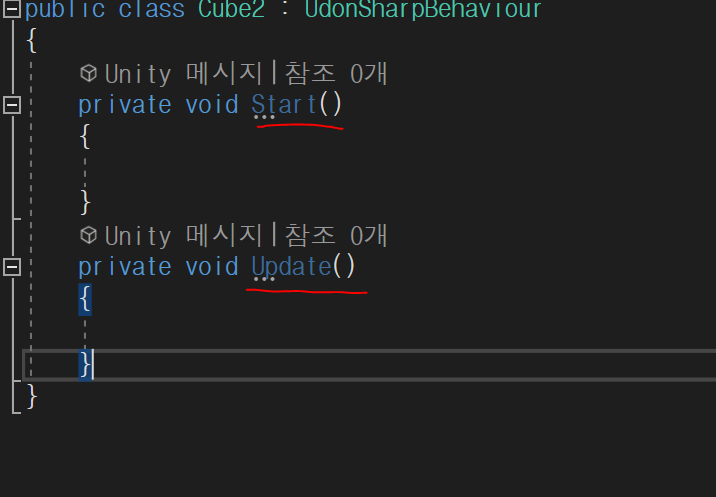 public class Cube2 : UdonSharpBehaviour
{
Unity 메시지|참조 0개
private void Start()
{
}
Unity 메시지|참조 0개
private void Update()
{
}
}